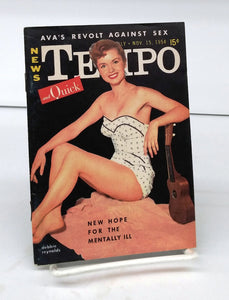 AVA'S REVOLT AGAINST SEX
NOV. 15, 1954 15¢
NEWS
TEMPO
and Quick
NEW HOPE
FOR THE
MENTALLY ILL
debbie
reynolds